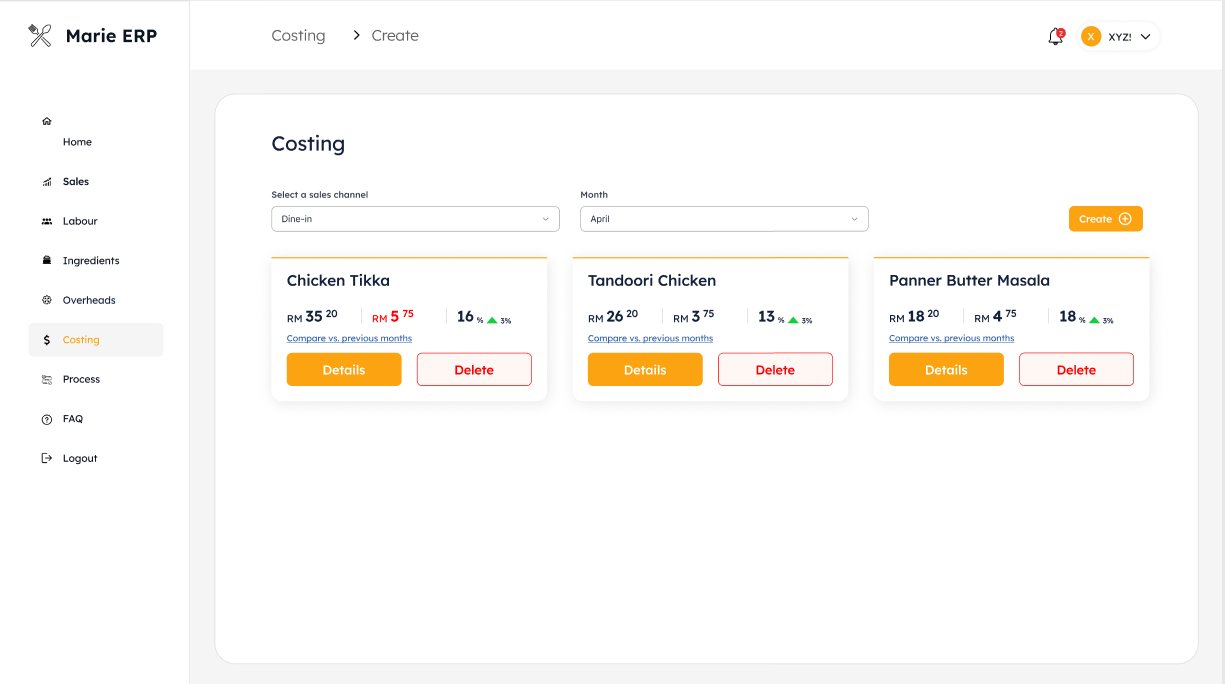 Marie ERP
Costing > Create
2
X XYZ!
Home
Sales
Labour
Ingredients
Overheads
$ Costing
Process
FAQ
Logout
Costing
Select a sales channel
Dine-in
Month
April
Create
Chicken Tikka
RM 35 20 RM 5 75 16 % 3%
Compare vs. previous months
Details Delete
Tandoori Chicken
RM 26 20 RM 3 75 13 % 3%
Compare vs. previous months
Details Delete
Panner Butter Masala
RM 18 20 RM 4 75 18 % 3%
Compare vs. previous months
Details Delete